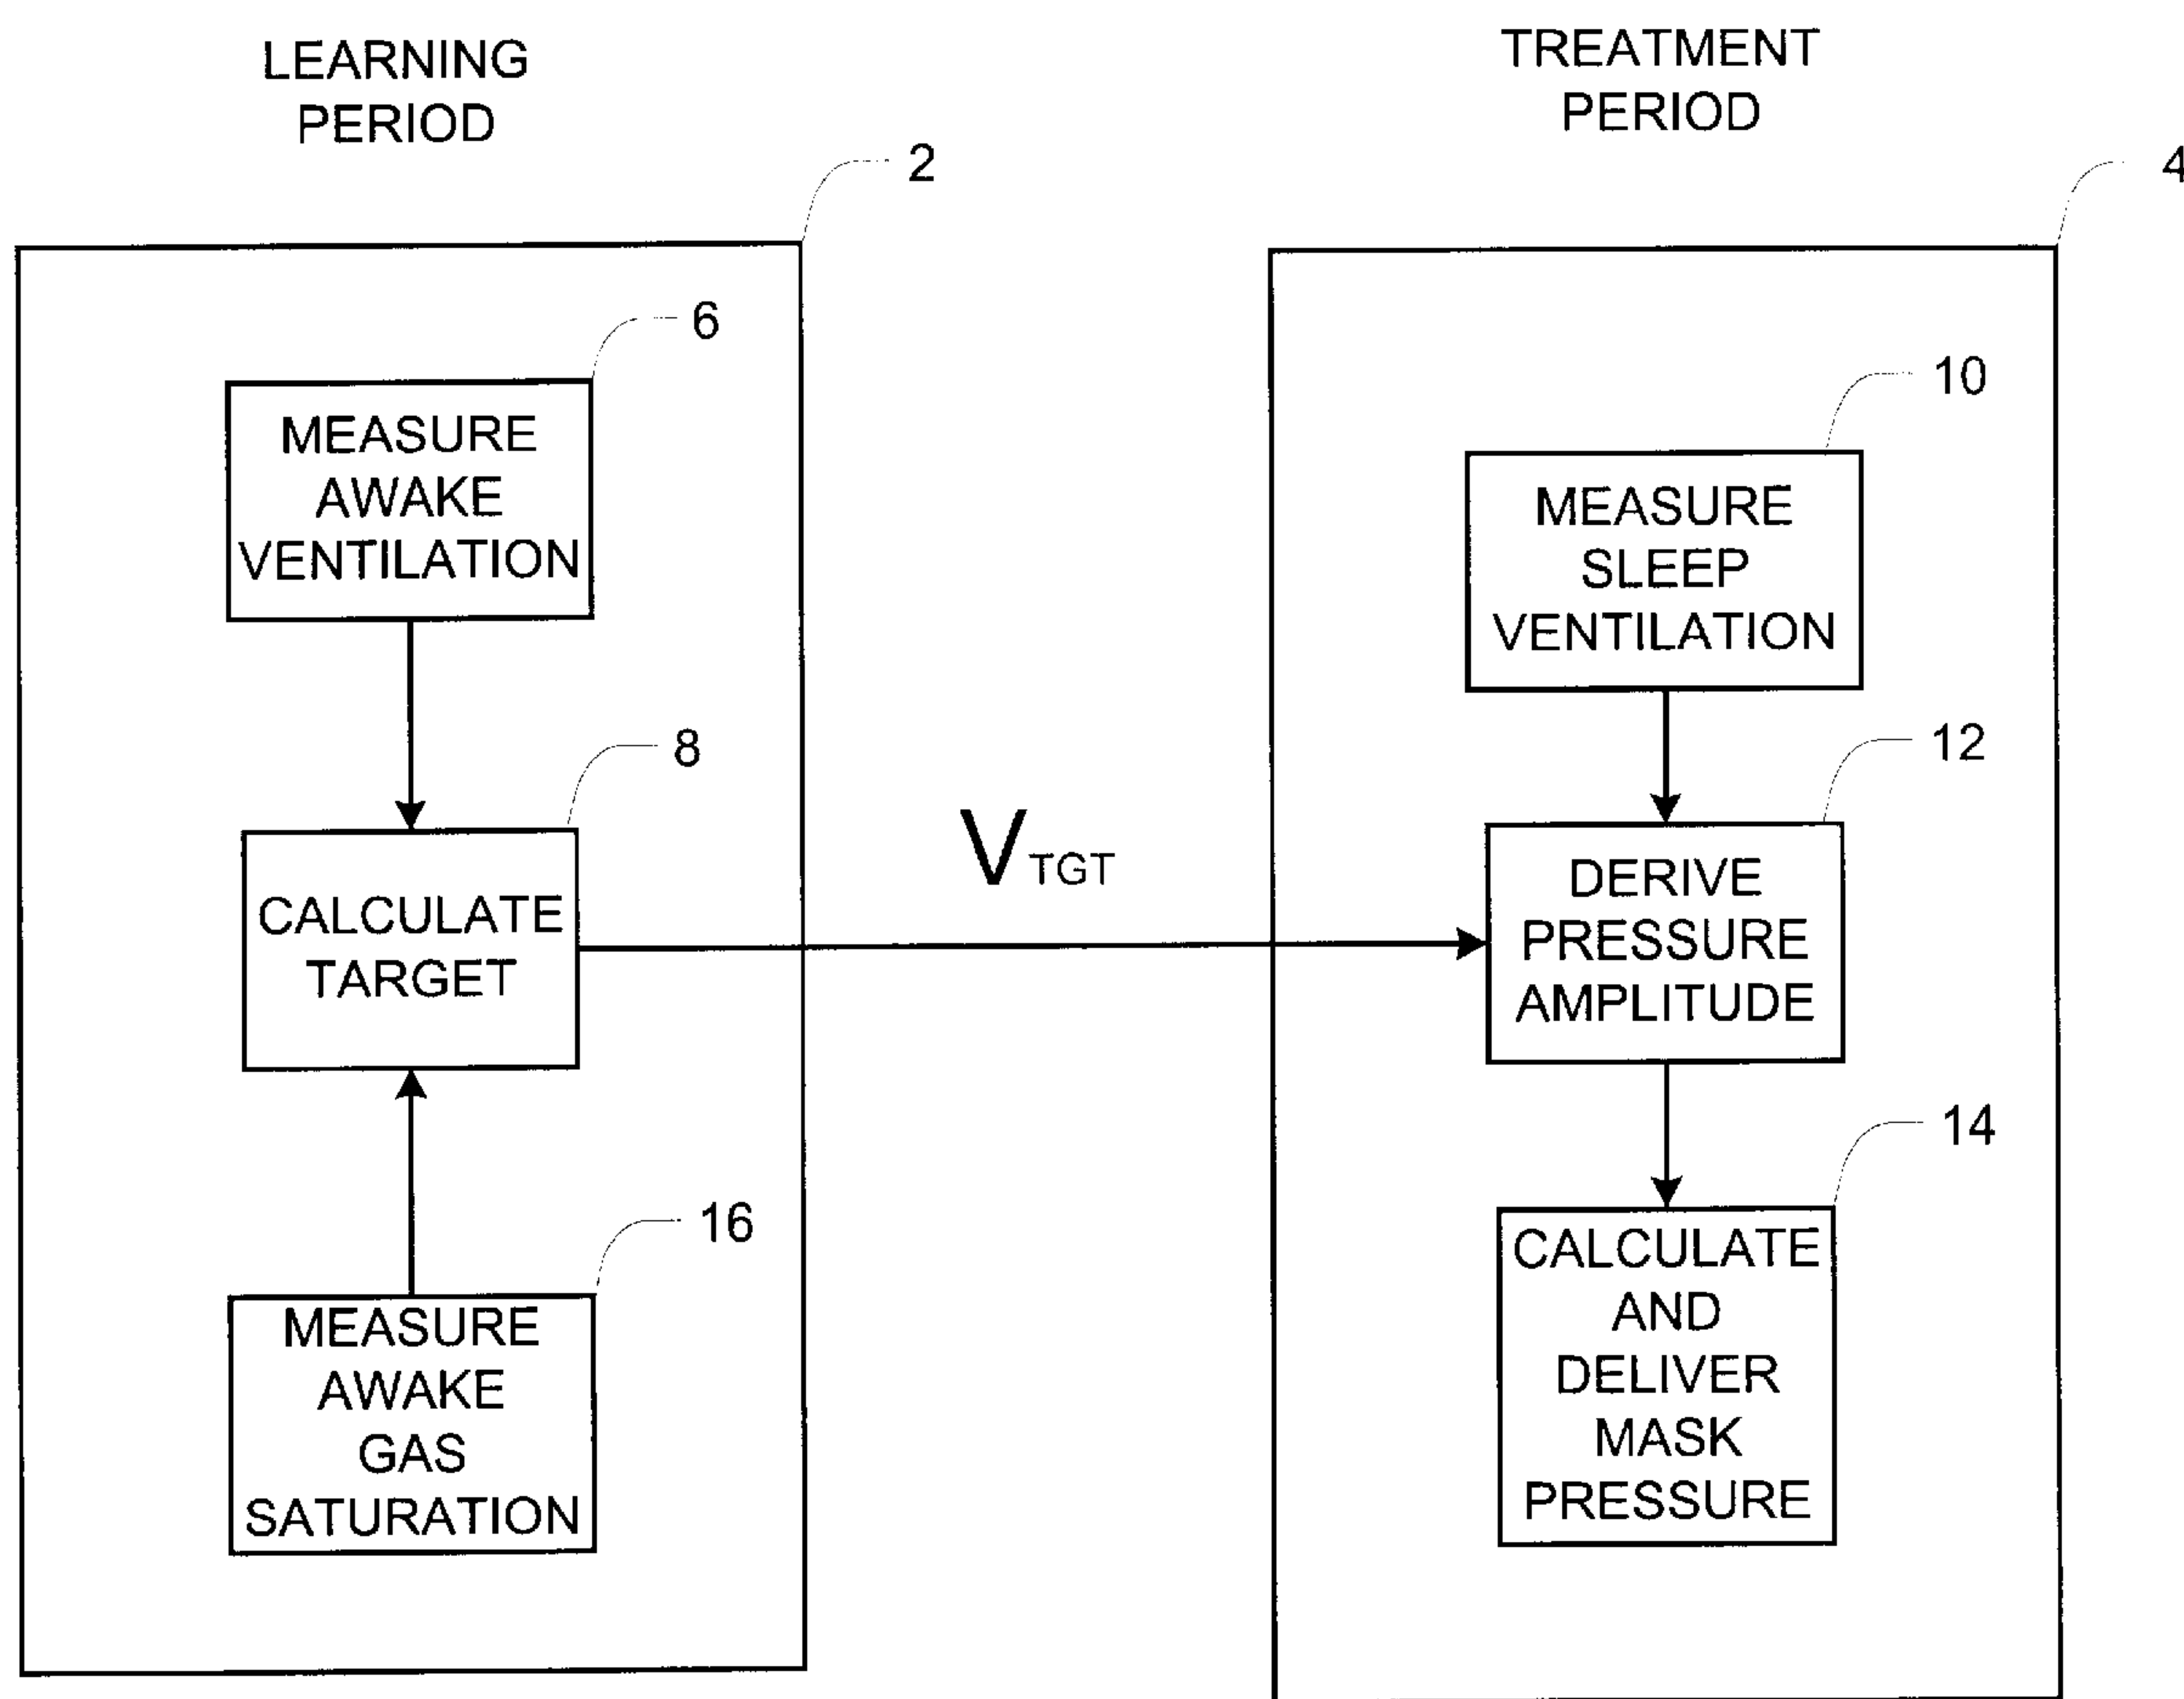 LEARNING
PERIOD
2
6
MEASURE
AWAKE
VENTILATION
8
CALCULATE
TARGET
16
MEASURE
AWAKE
GAS
SATURATION
VTGT
TREATMENT
PERIOD
4
10
MEASURE
SLEEP
VENTILATION
12
DERIVE
PRESSURE
AMPLITUDE
14
CALCULATE
AND
DELIVER
MASK
PRESSURE